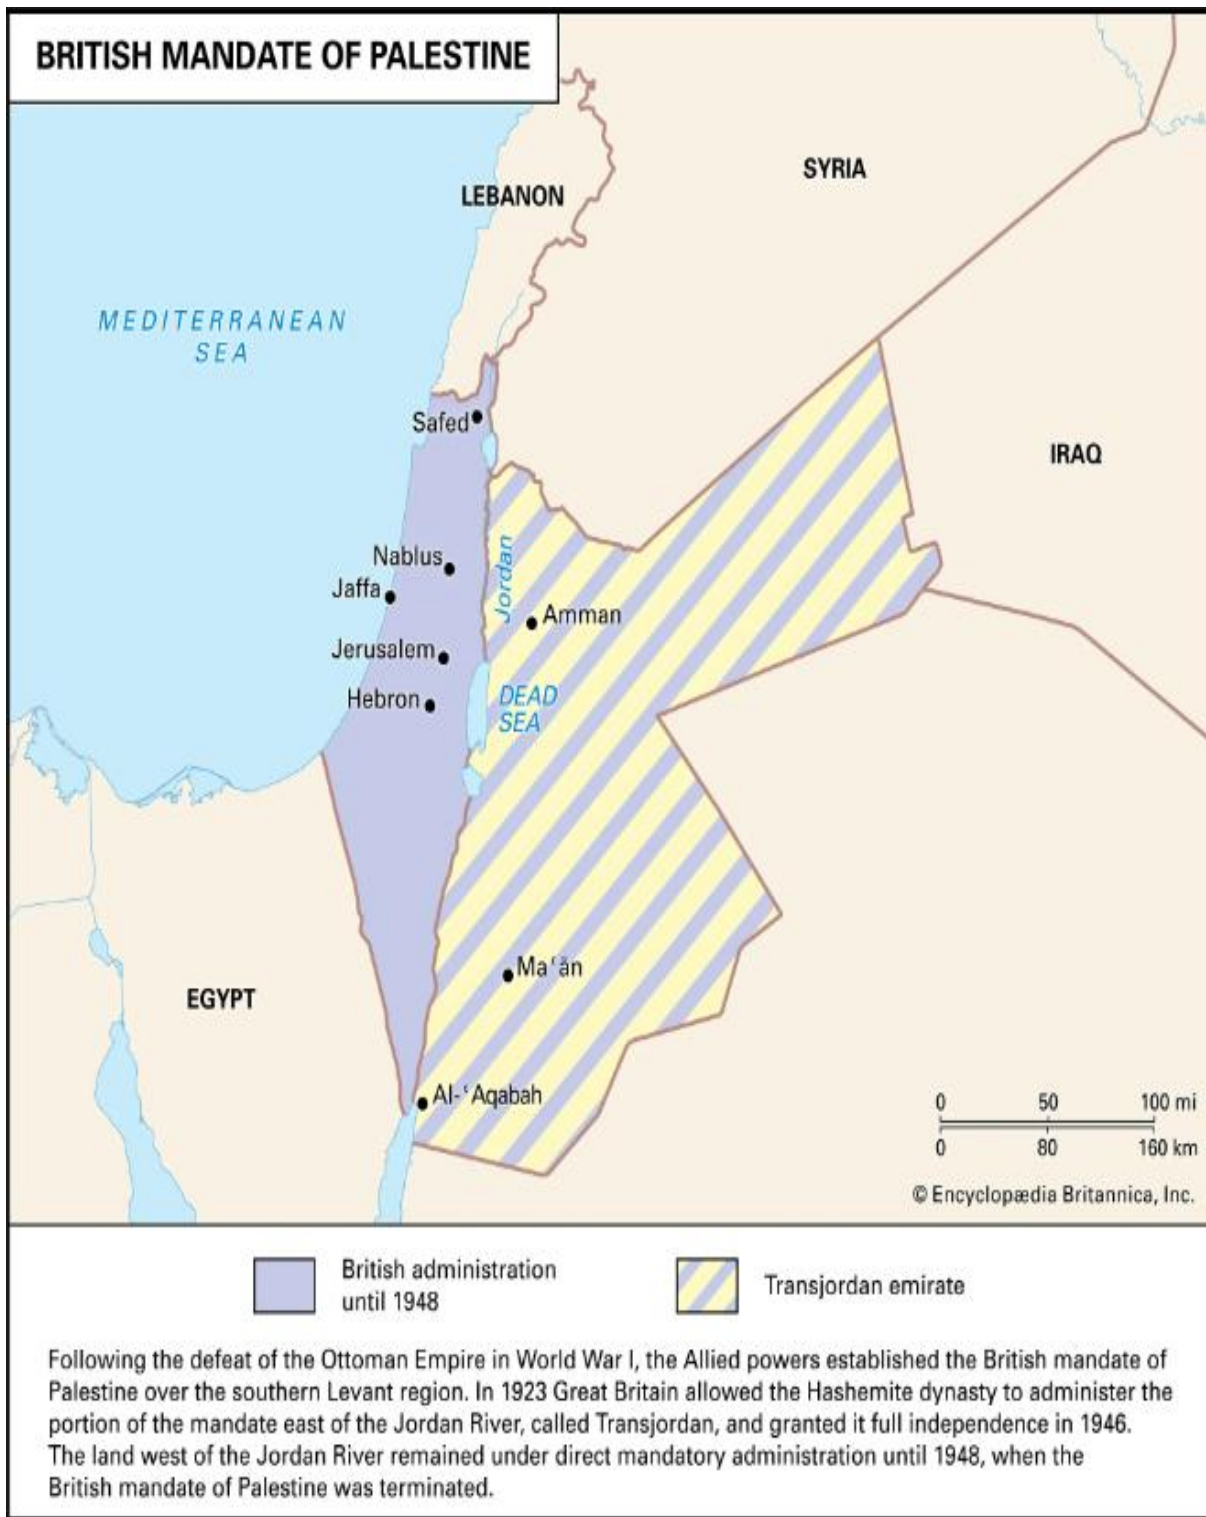 BRITISH MANDATE OF PALESTINE
SYRIA
LEBANON
MEDITERRANEAN
SEA
Safed
IRAQ
Nablus
Jordan
Jaffa
Amman
Jerusalem
Hebron
DEAD
SEA
Maʿān
EGYPT
Al-ʿAqabah
0 50 100 mi
0 80 160 km
© Encyclopædia Britannica, Inc.
British administration
until 1948
Transjordan emirate
Following the defeat of the Ottoman Empire in World War I, the Allied powers established the British mandate of
Palestine over the southern Levant region. In 1923 Great Britain allowed the Hashemite dynasty to administer the
portion of the mandate east of the Jordan River, called Transjordan, and granted it full independence in 1946.
The land west of the Jordan River remained under direct mandatory administration until 1948, when the
British mandate of Palestine was terminated.